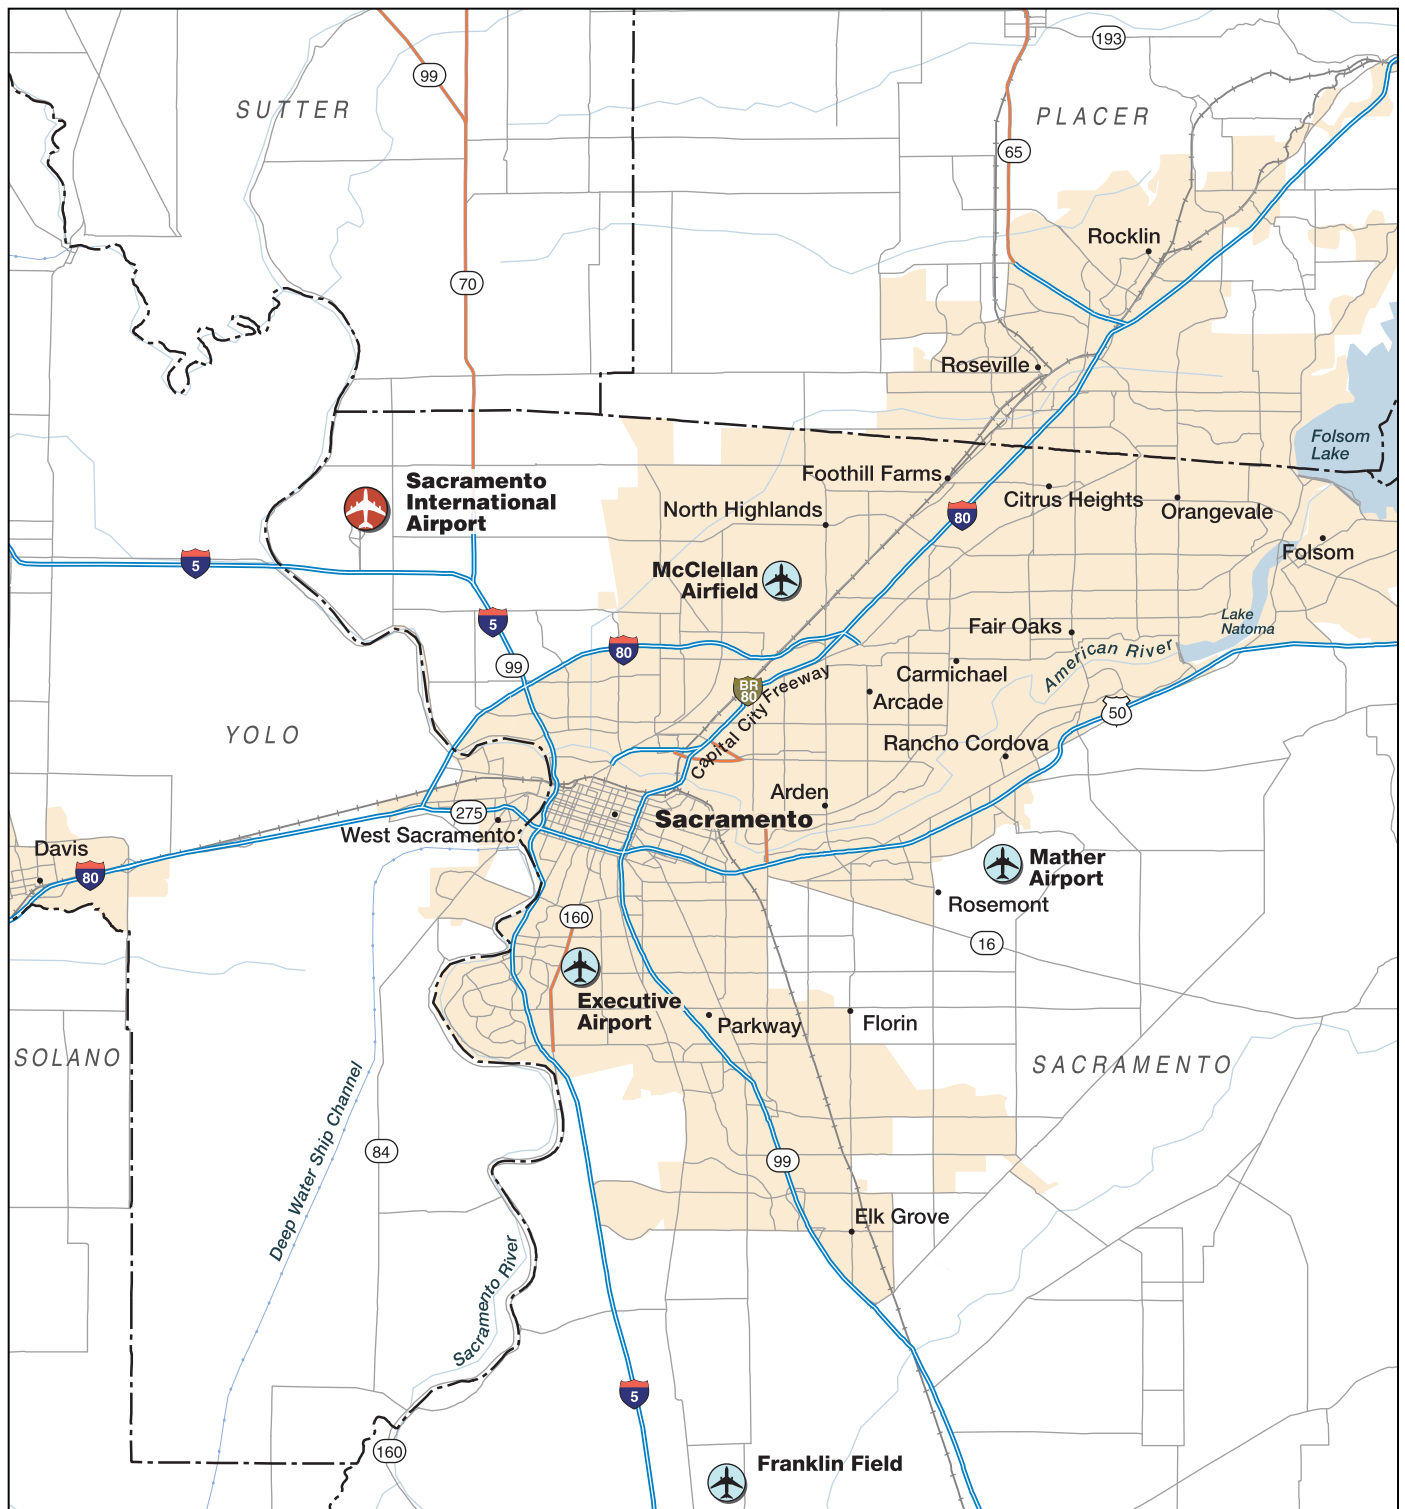 193
99
SUTTER
PLACER
65
Rocklin
70
Roseville
Folsom
Lake
Foothill Farms
Sacramento
International
Airport
Citrus Heights
Orangevale
North Highlands
80
Folsom
5
McClellan
Airfield
5
Lake
Natoma
Fair Oaks
80
American River
99
Carmichael
BR
80
Arcade
50
Capital City Freeway
YOLO
Rancho Cordova
Arden
275
Sacramento
West Sacramento
Davis
80
Mather
Airport
Rosemont
160
16
Executive
Airport
Parkway
Florin
SOLANO
SACRAMENTO
Deep Water Ship Channel
84
99
Elk Grove
Sacramento River
5
160
Franklin Field